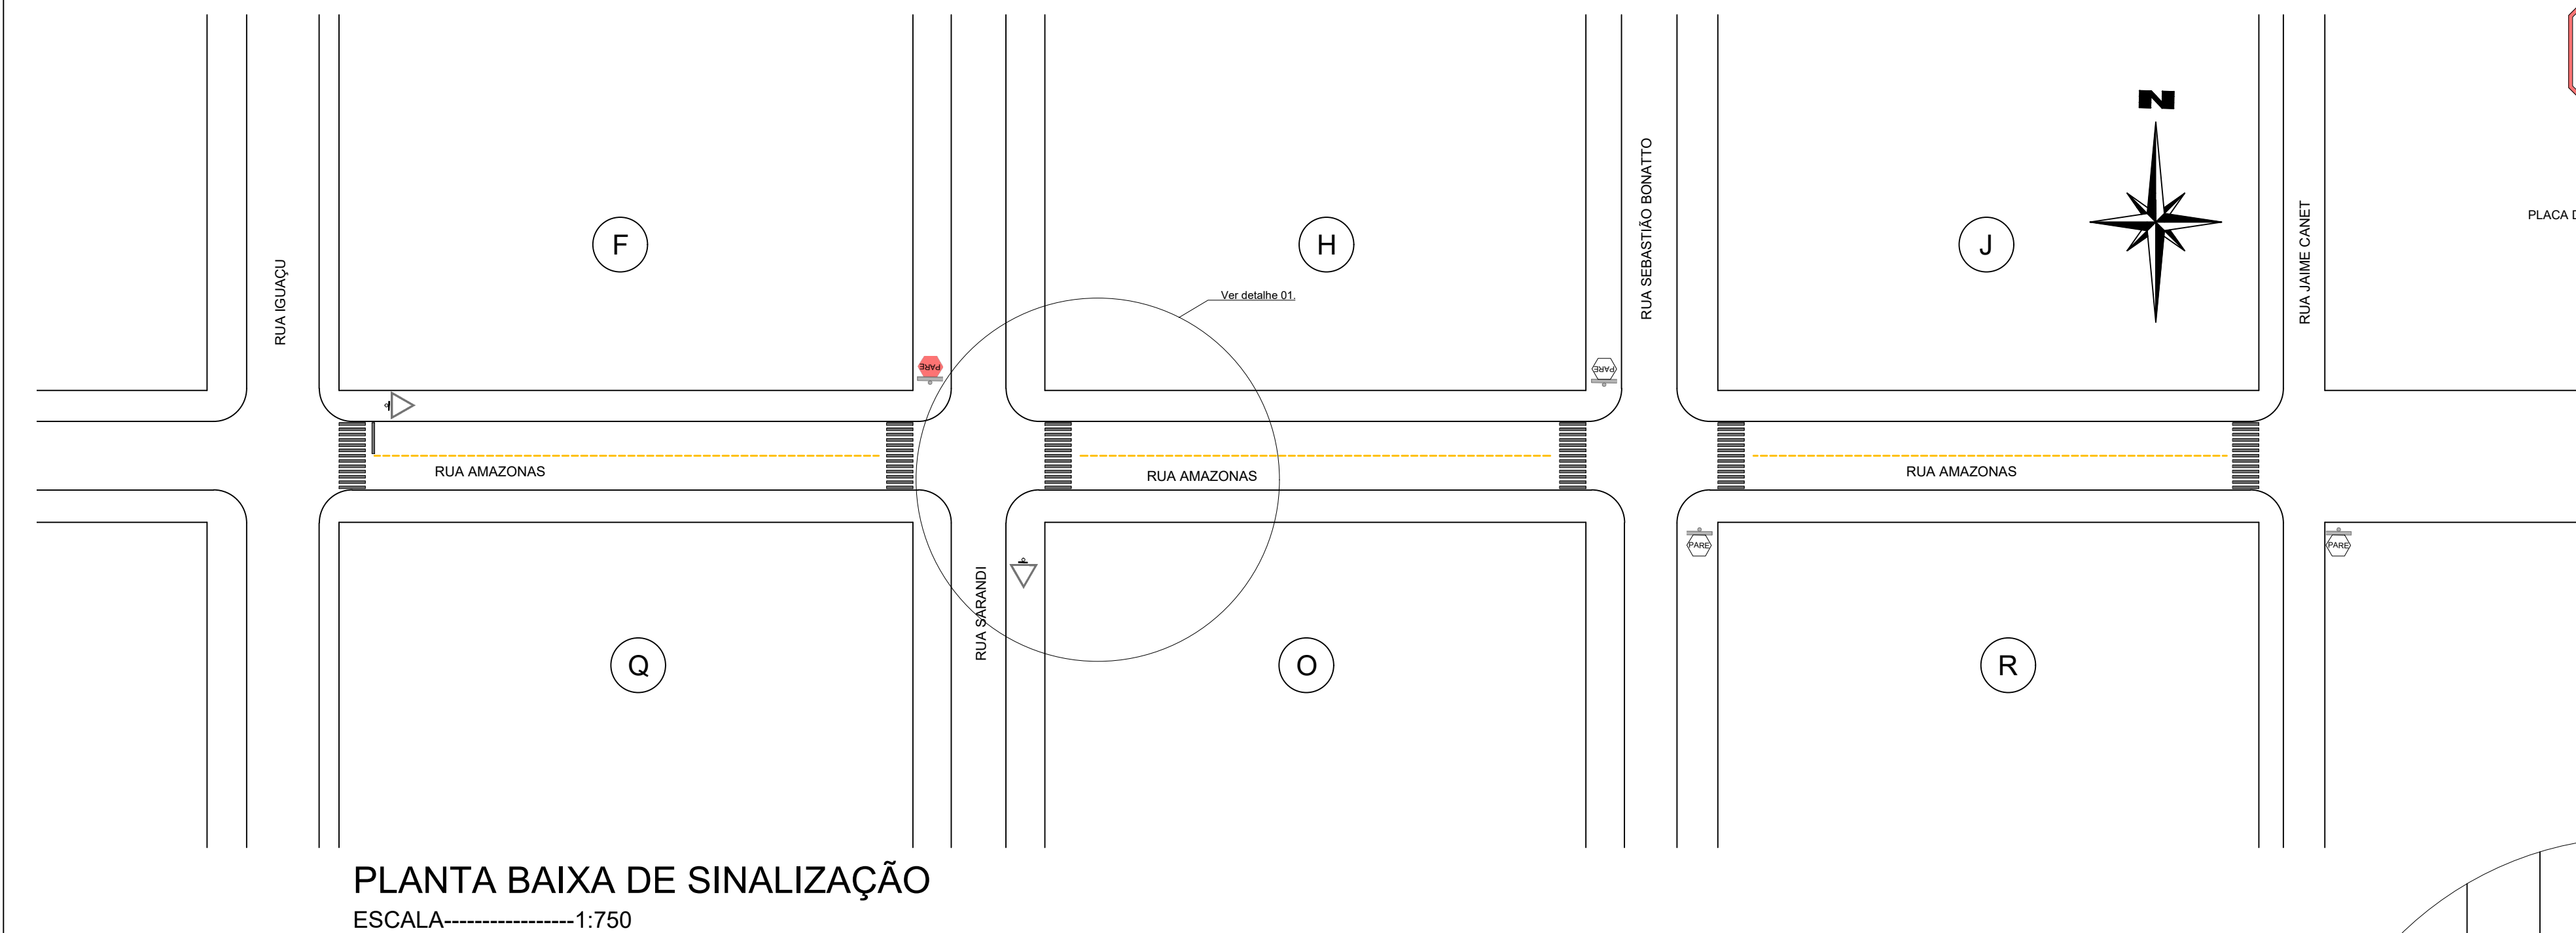 N
RUA SEBASTIÃO BONATTO
RUA JAIME CANET
PLACA D
F
H
J
RUA IGUAÇU
Ver detalhe 01.
PARE
PARE
RUA AMAZONAS
RUA AMAZONAS
RUA AMAZONAS
PARE
PARE
RUA SARANDI
Q
O
R
PLANTA BAIXA DE SINALIZAÇÃO
ESCALA-----------------1:750